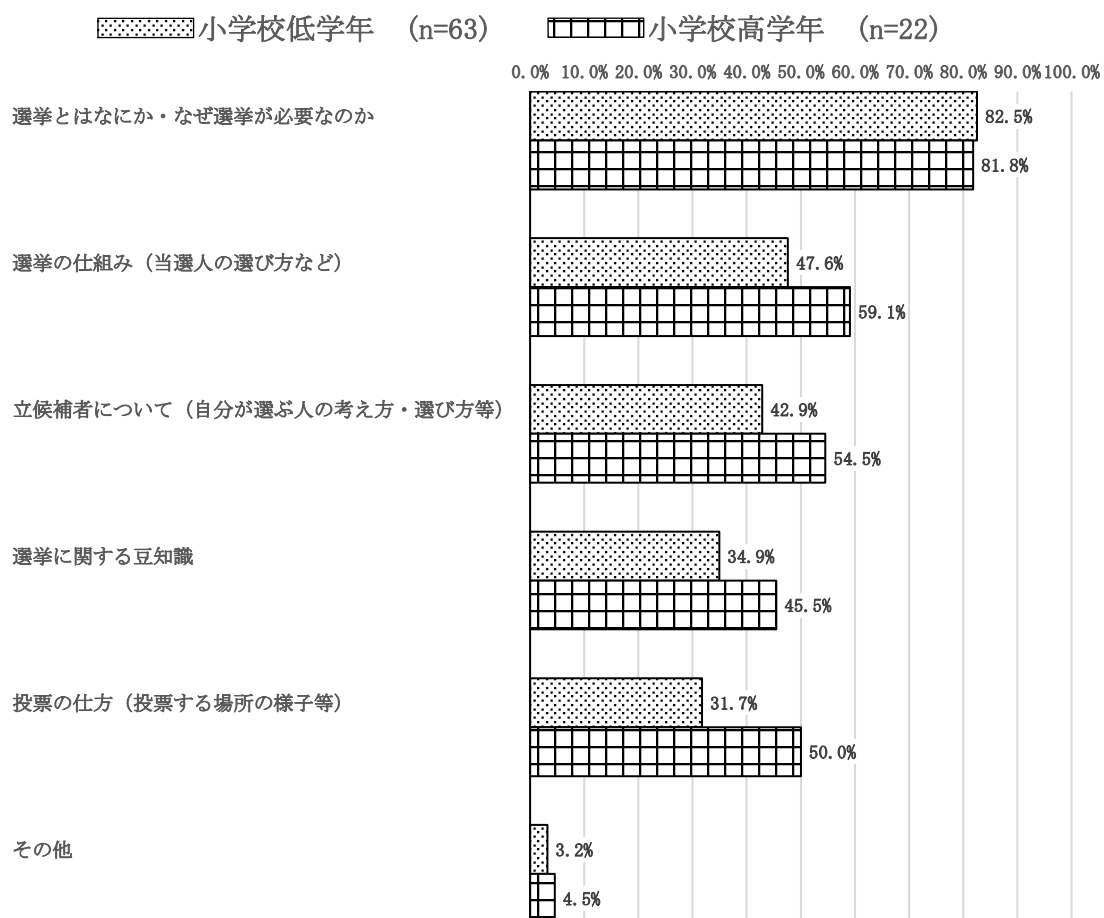 小学校低学年 (n=63) 小学校高学年 (n=22)
0.0% 10.0% 20.0% 30.0% 40.0% 50.0% 60.0% 70.0% 80.0% 90.0% 100.0%
選挙とはなにか・なぜ選挙が必要なのか
82.5%
81.8%
選挙の仕組み（当選人の選び方など）
47.6%
59.1%
立候補者について（自分が選ぶ人の考え方・選び方等）
42.9%
54.5%
選挙に関する豆知識
34.9%
45.5%
投票の仕方（投票する場所の様子等）
31.7%
50.0%
その他
3.2%
4.5%